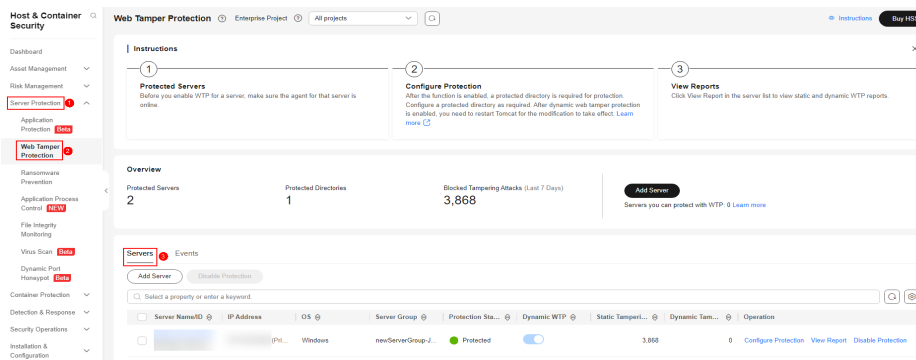 Host & Container Security
Dashboard
Asset Management
Risk Management
Server Protection 1
Application Protection Beta
Web Tamper Protection 2
Ransomware Prevention
Application Process Control NEW
File Integrity Monitoring
Virus Scan Beta
Dynamic Port Honeypot Beta
Container Protection
Detection & Response
Security Operations
Installation & Configuration
Web Tamper Protection
Enterprise Project
All projects
Instructions
Buy HSS
Instructions
1
Protected Servers
Before you enable WTP for a server, make sure the agent for that server is
online.
2
Configure Protection
After the function is enabled, a protected directory is required for protection.
Configure a protected directory as required. After dynamic web tamper protection
is enabled, you need to restart Tomcat for the modification to take effect. Learn
more
3
View Reports
Click View Report in the server list to view static and dynamic WTP reports.
Overview
Protected Servers
2
Protected Directories
1
Blocked Tampering Attacks (Last 7 Days)
3,868
Add Server
Servers you can protect with WTP: 0 Learn more
Servers 3 Events
Add Server Disable Protection
Select a property or enter a keyword.
Server Name/ID IP Address OS Server Group Protection Sta... Dynamic WTP Static Tamperi... Dynamic Tam... Operation
(Pri... Windows newServerGroup-J... Protected 3,868 0 Configure Protection View Report Disable Protection